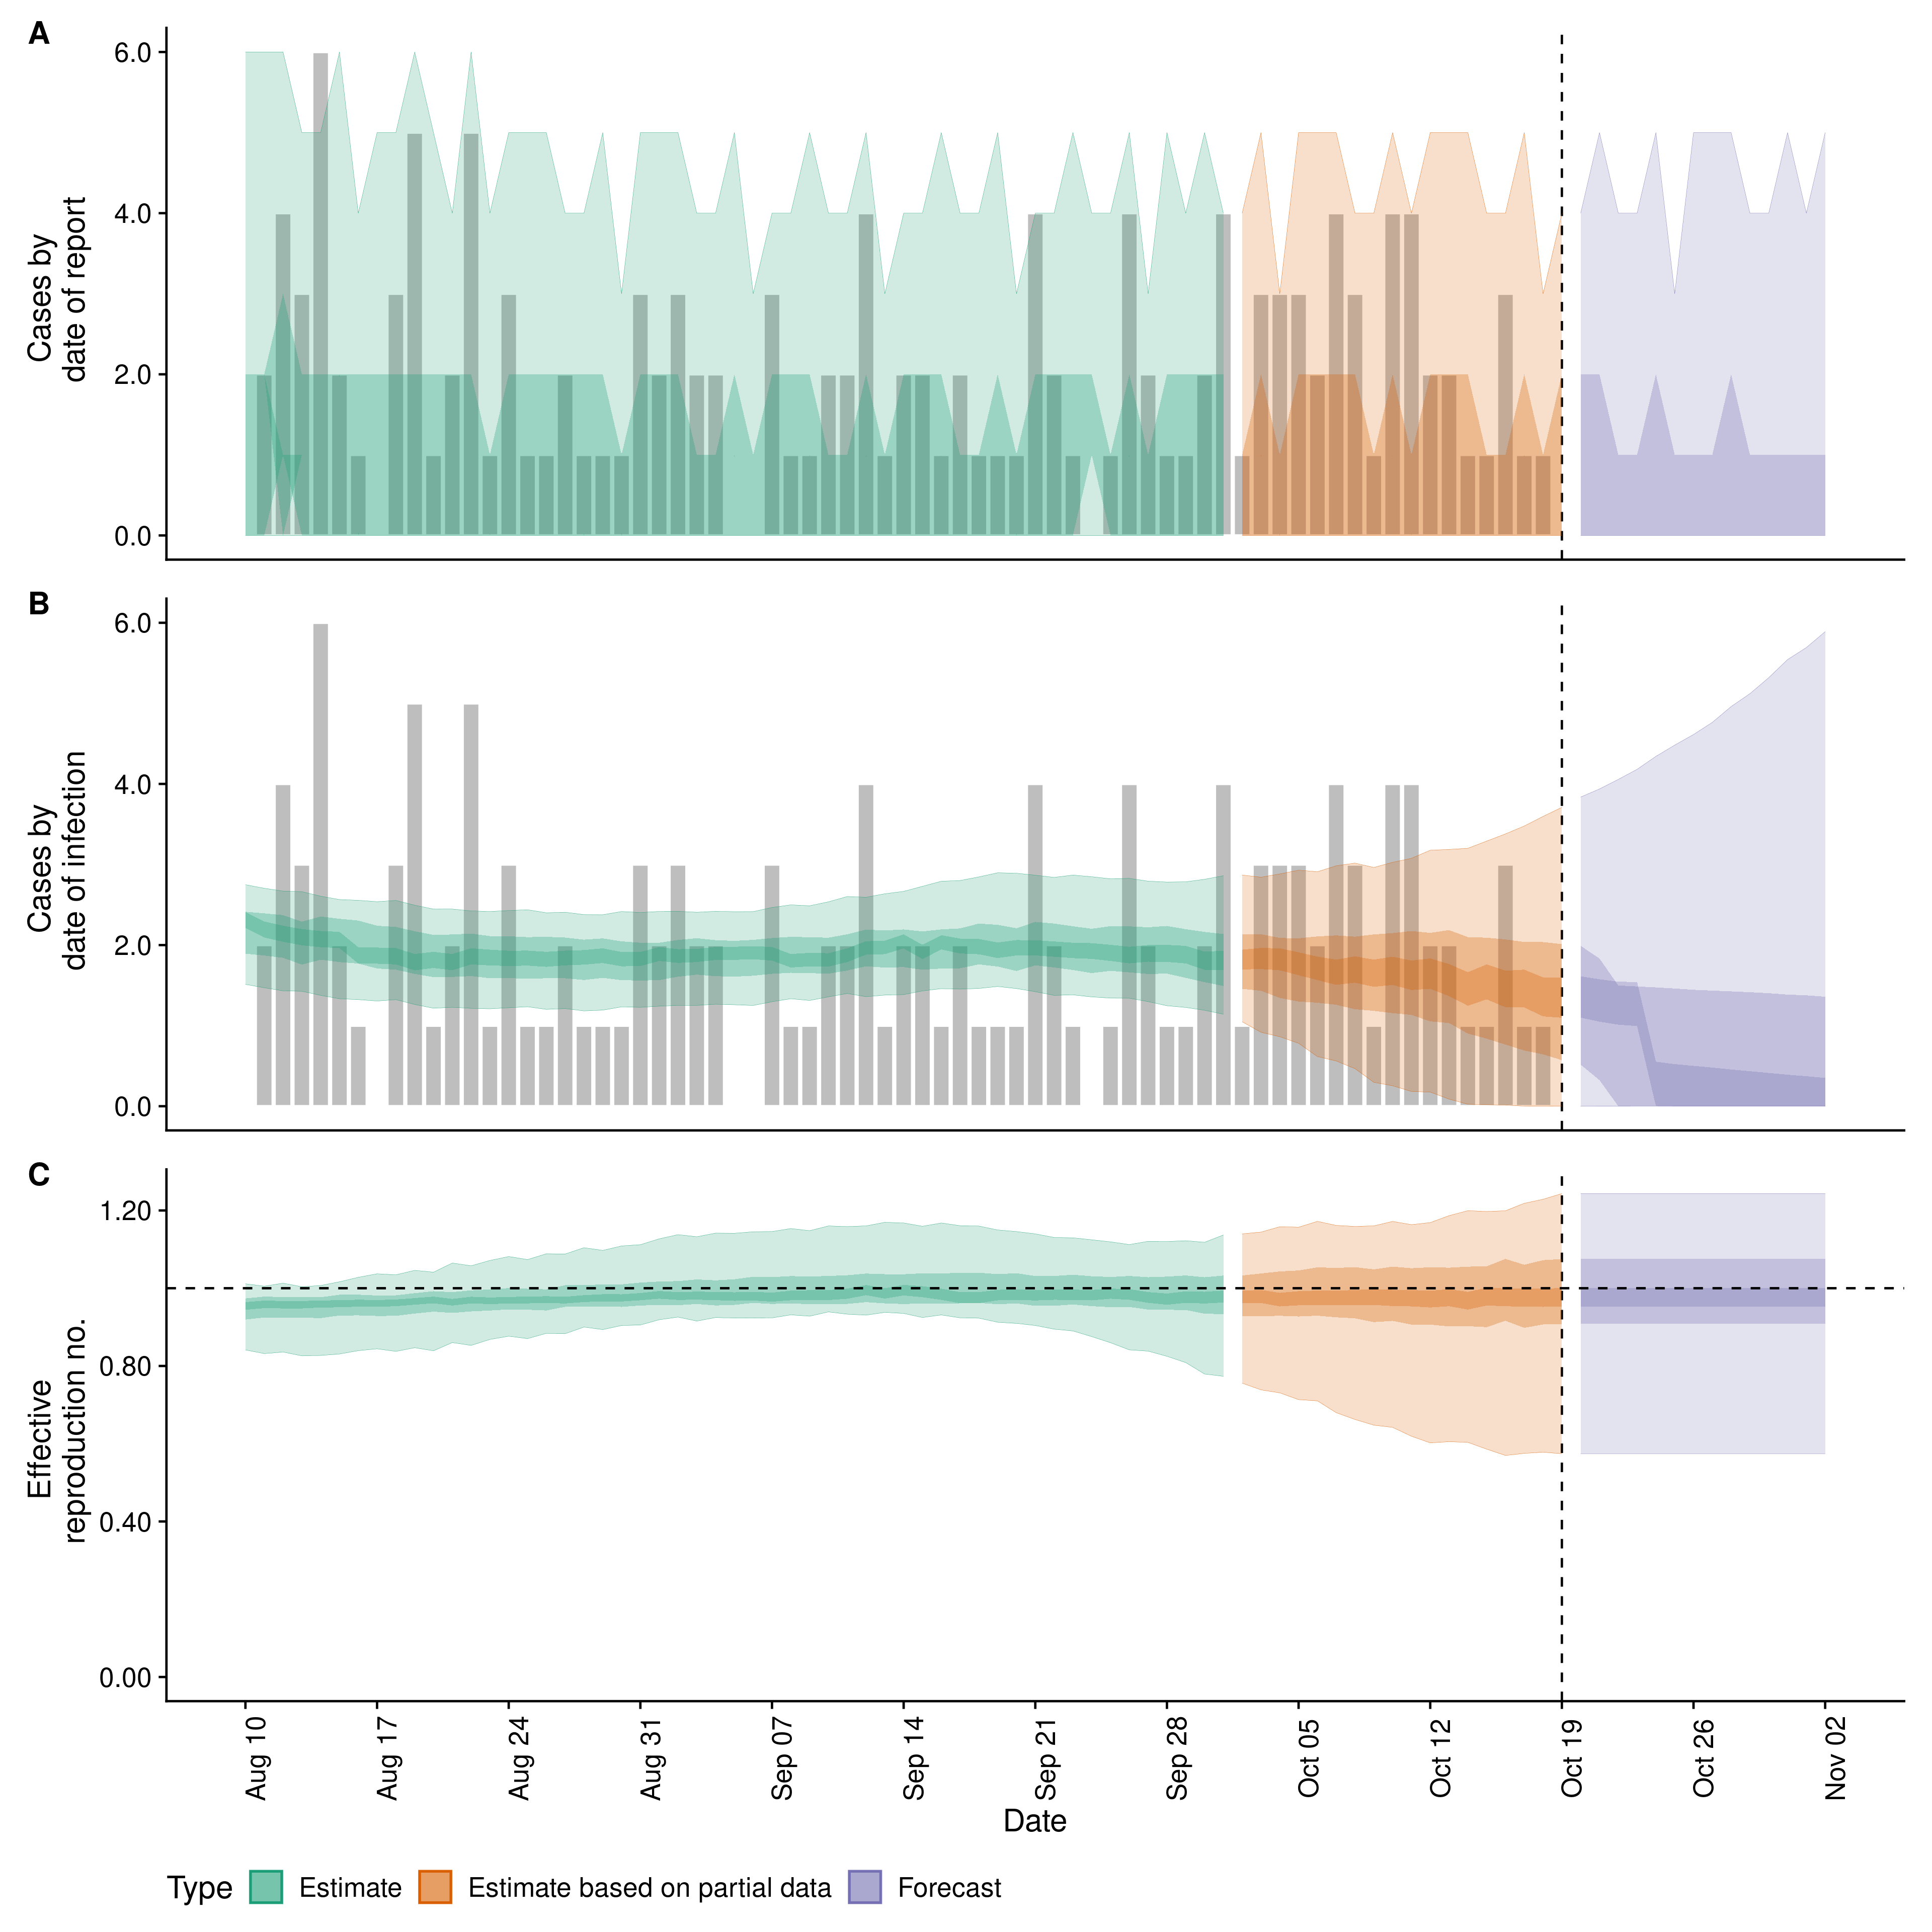 A
Cases by
date of report
6.0
4.0
2.0
0.0
B
Cases by
date of infection
6.0
4.0
2.0
0.0
C
Effective
reproduction no.
1.20
0.80
0.40
0.00
Aug 10
Aug 17
Aug 24
Aug 31
Sep 07
Sep 14
Sep 21
Sep 28
Oct 05
Oct 12
Oct 19
Oct 26
Nov 02
Date
Type Estimate Estimate based on partial data Forecast